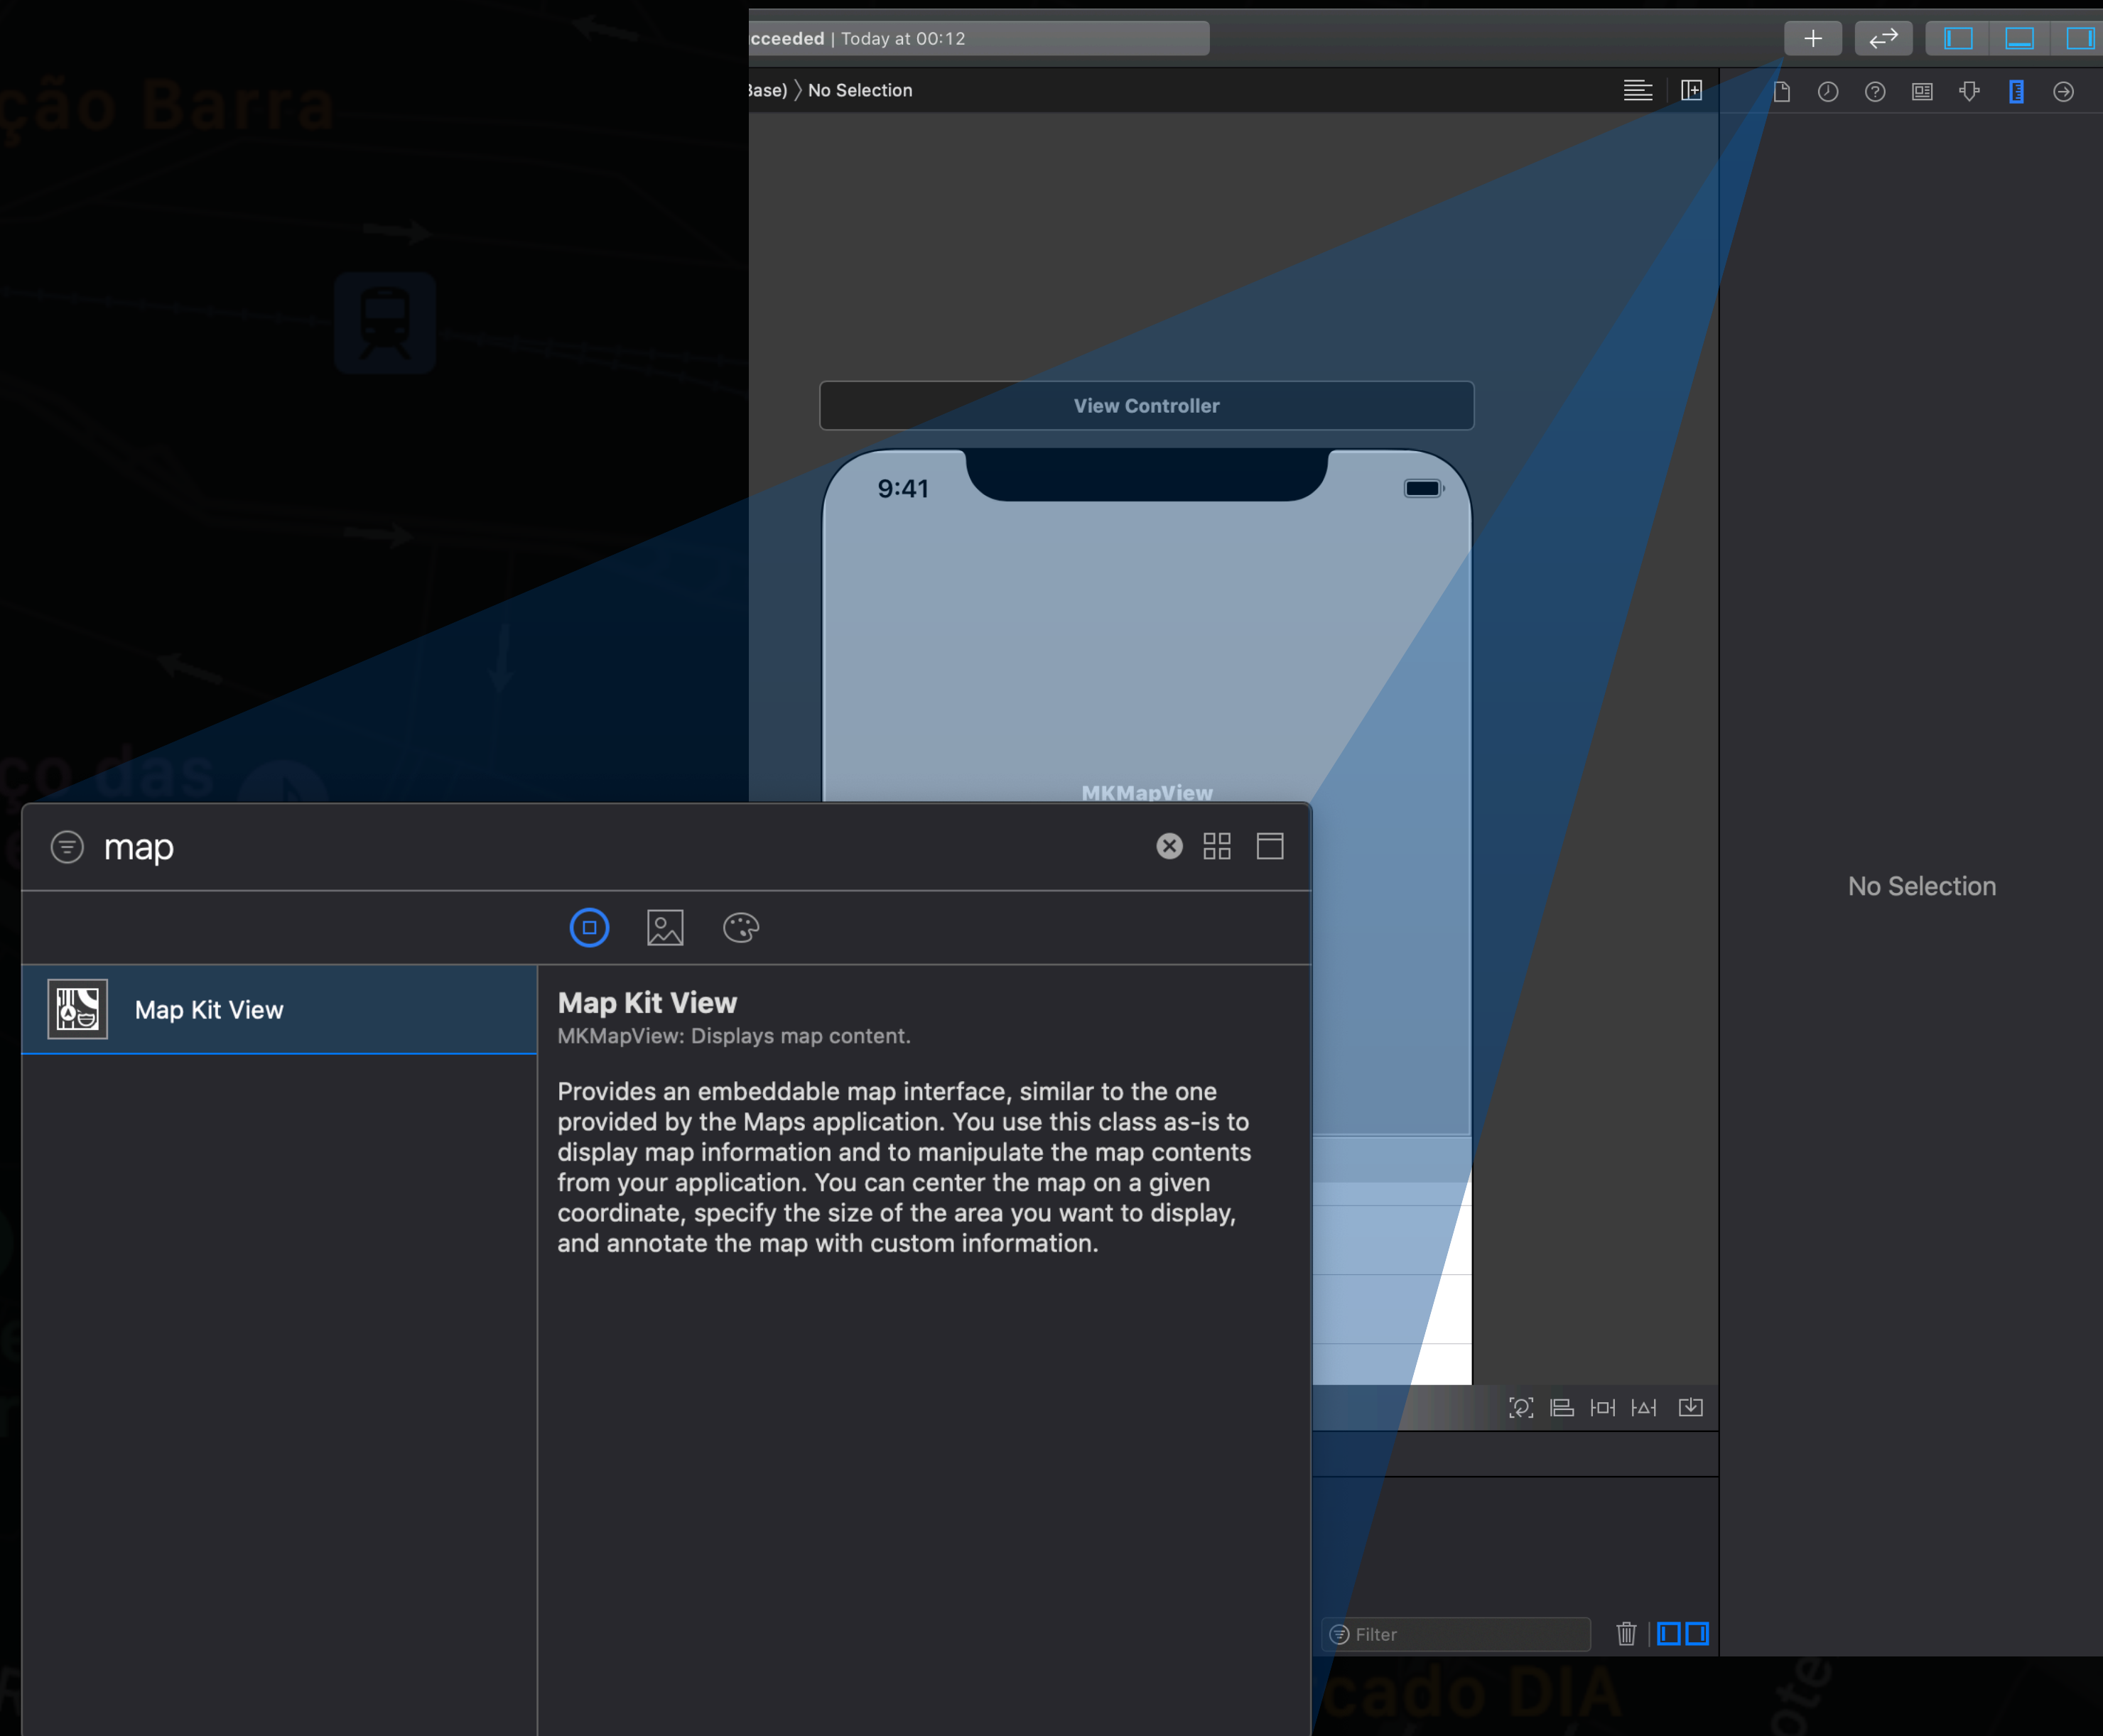 cceeded | Today at 00:12
Base) 〉 No Selection
ção Barra
View Controller
9:41
ço das
MKMapView
map
No Selection
Map Kit View
Map Kit View
MKMapView: Displays map content.
Provides an embeddable map interface, similar to the one
provided by the Maps application. You use this class as-is to
display map information and to manipulate the map contents
from your application. You can center the map on a given
coordinate, specify the size of the area you want to display,
and annotate the map with custom information.
Filter
cado DIA
ote